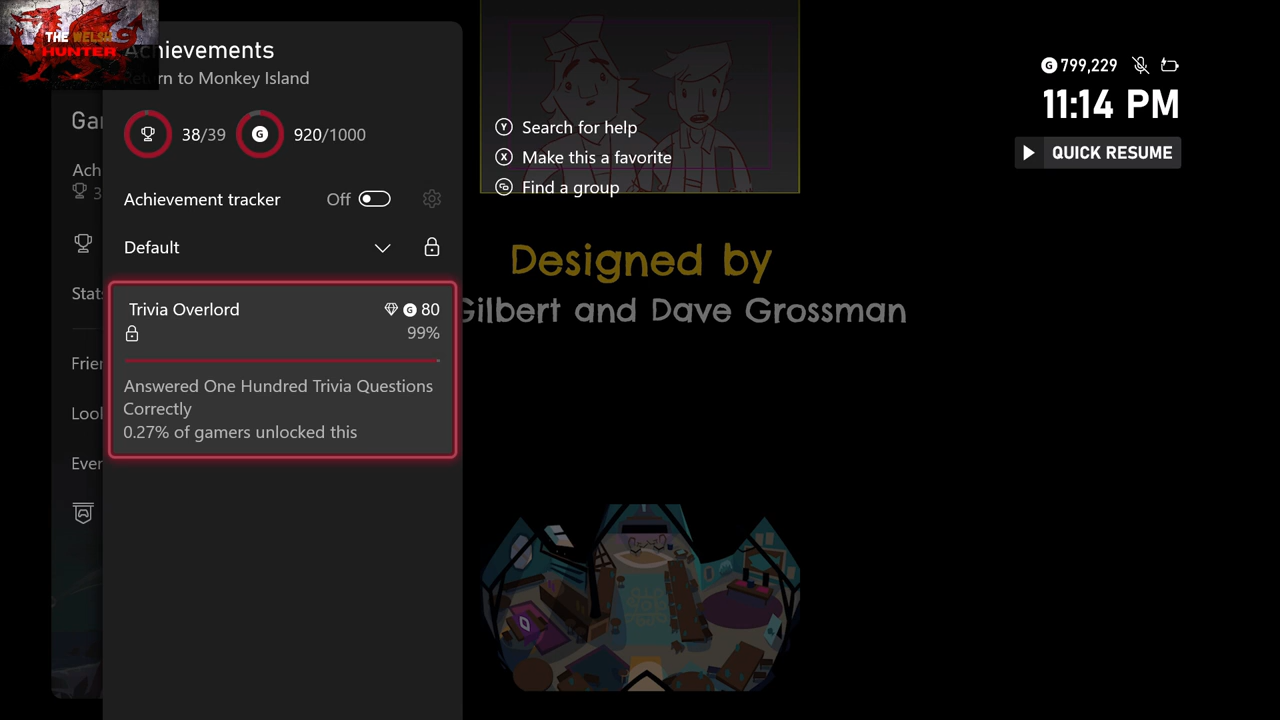 THE WELSH
HUNTER
Achievements
Return to Monkey Island
38/39
G
920/1000
Achievement tracker
Off
Default
Trivia Overlord
G 80
99%
Answered One Hundred Trivia Questions
Correctly
0.27% of gamers unlocked this
Y Search for help
X Make this a favorite
Find a group
G 799,229
11:14 PM
QUICK RESUME
Designed by
Gilbert and Dave Grossman